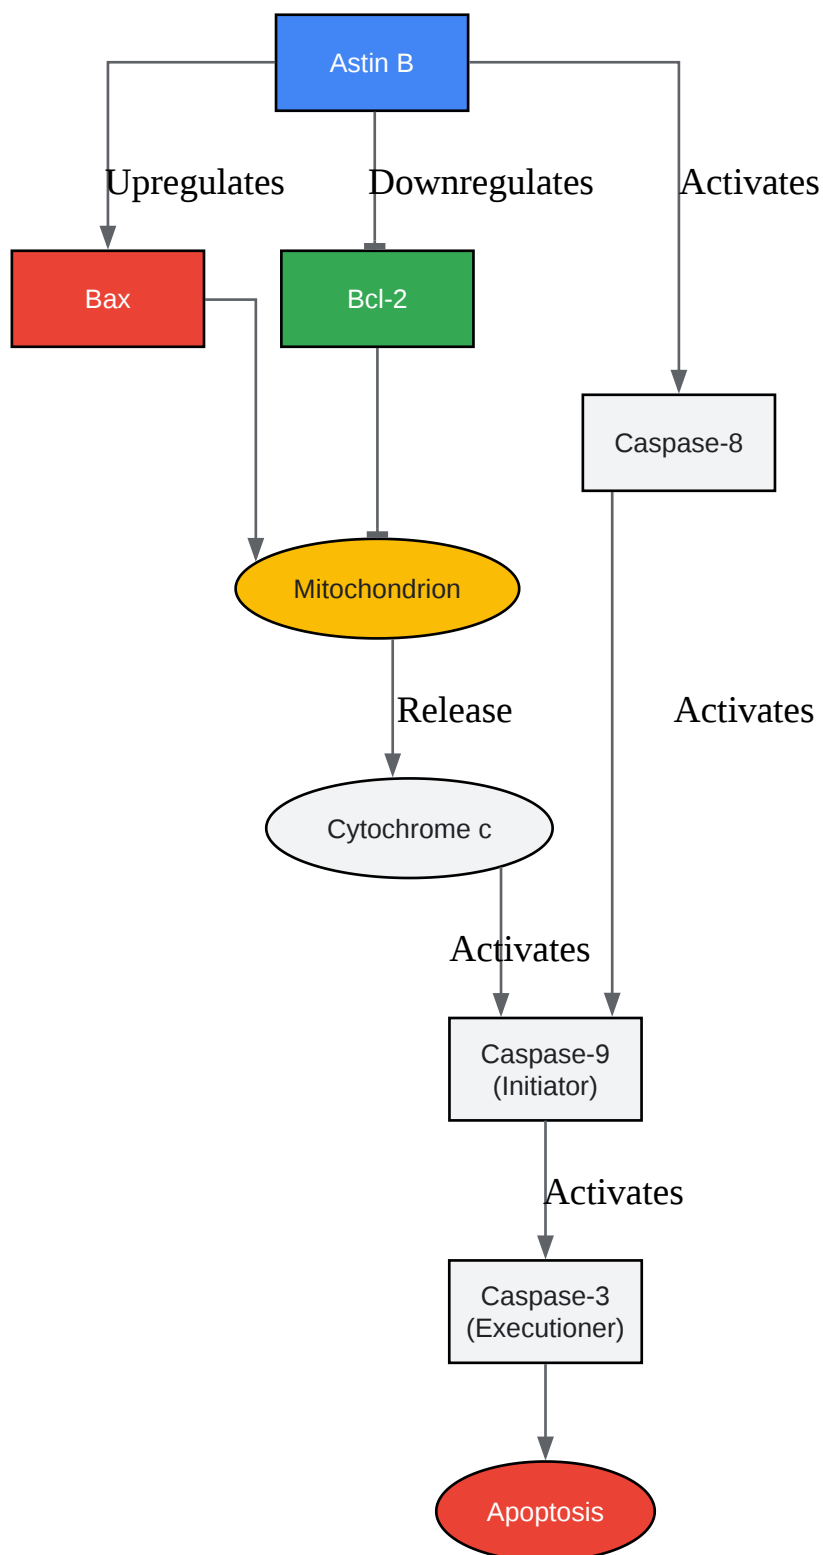 Astin B
Upregulates
Downregulates
Activates
Bax
Bcl-2
Caspase-8
Mitochondrion
Release
Activates
Cytochrome c
Activates
Caspase-9
(Initiator)
Activates
Caspase-3
(Executioner)
Apoptosis